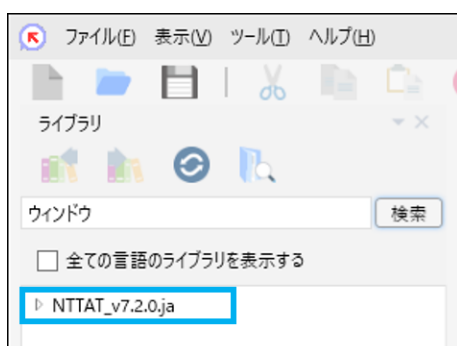 ファイル(F) 表示(V) ツール(T) ヘルプ(H)
ライブラリ
ウィンドウ 検索
全ての言語のライブラリを表示する
NTTAT_v7.2.0.ja